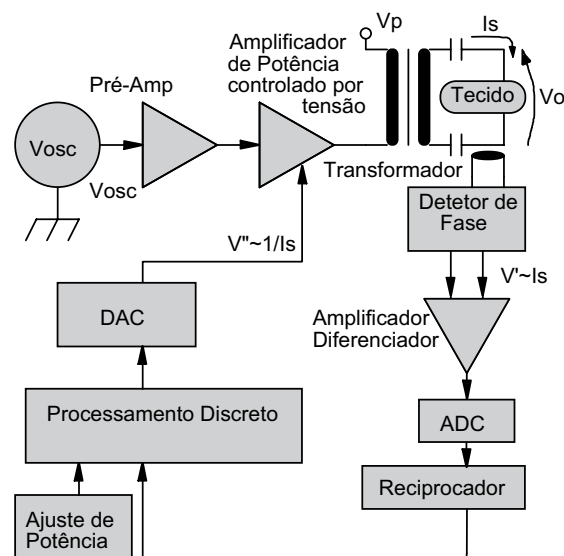 Vp
Is
Amplificador
de Potência
controlado por
tensão
Pré-Amp
Tecido
Vo
Vosc
Vosc
Transformador
Detetor de
Fase
V"~1/Is
V'~Is
DAC
Amplificador
Diferenciador
Processamento Discreto
ADC
Reciprocador
Ajuste de
Potência